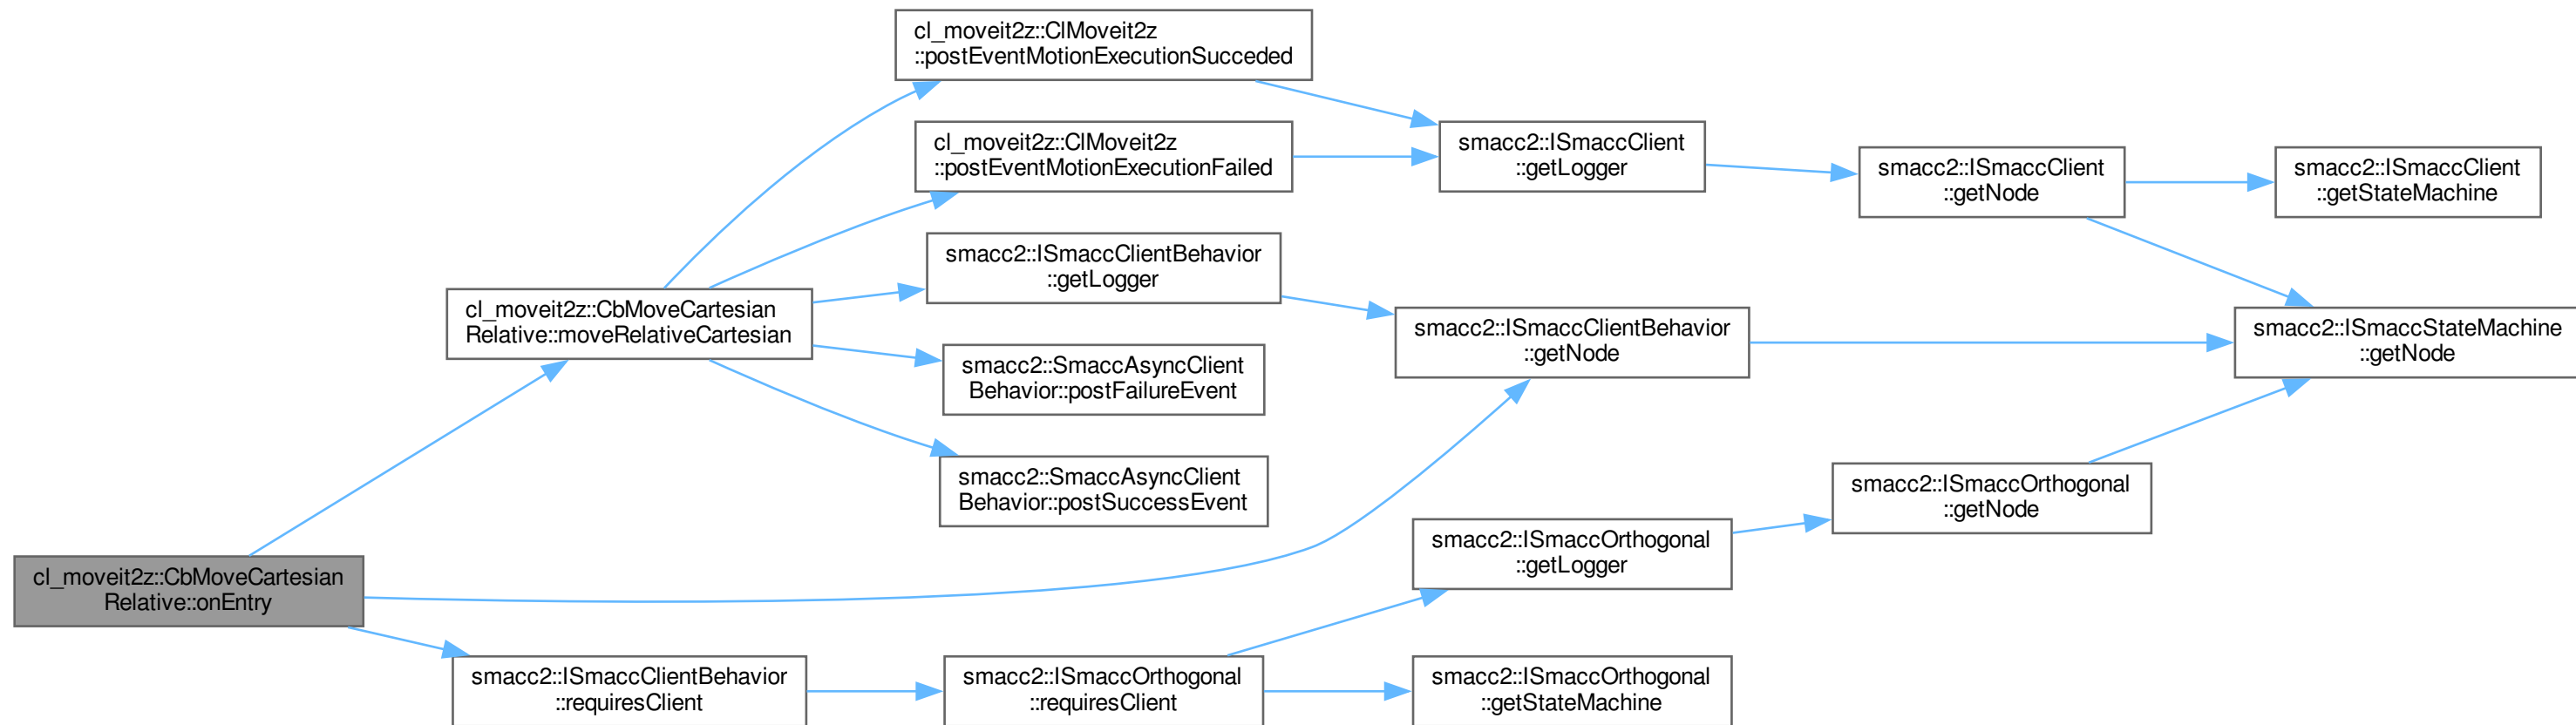 cl_moveit2z::ClMoveit2z
::postEventMotionExecutionSucceded
cl_moveit2z::ClMoveit2z
::postEventMotionExecutionFailed
smacc2::ISmaccClient
::getLogger
smacc2::ISmaccClient
::getNode
smacc2::ISmaccClient
::getStateMachine
smacc2::ISmaccClientBehavior
::getLogger
cl_moveit2z::CbMoveCartesian
Relative::moveRelativeCartesian
smacc2::ISmaccClientBehavior
::getNode
smacc2::ISmaccStateMachine
::getNode
smacc2::SmaccAsyncClient
Behavior::postFailureEvent
smacc2::SmaccAsyncClient
Behavior::postSuccessEvent
smacc2::ISmaccOrthogonal
::getNode
smacc2::ISmaccOrthogonal
::getLogger
cl_moveit2z::CbMoveCartesian
Relative::onEntry
smacc2::ISmaccClientBehavior
::requiresClient
smacc2::ISmaccOrthogonal
::requiresClient
smacc2::ISmaccOrthogonal
::getStateMachine